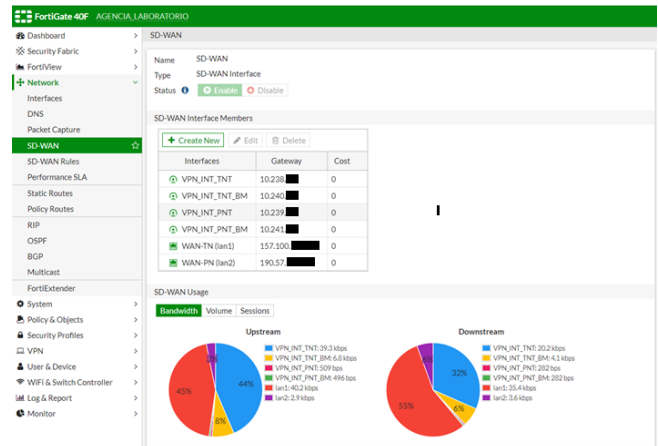 FortiGate 40F AGENCIA_LABORATORIO
Dashboard
Security Fabric
FortiView
Network
Interfaces
DNS
Packet Capture
SD-WAN
SD-WAN Rules
Performance SLA
Static Routes
Policy Routes
RIP
OSPF
BGP
Multicast
FortiExtender
System
Policy & Objects
Security Profiles
VPN
User & Device
WiFi & Switch Controller
Log & Report
Monitor
SD-WAN
Name SD-WAN
Type SD-WAN Interface
Status Enable Disable
SD-WAN Interface Members
Create New Edit Delete
Interfaces Gateway Cost
VPN_INT_TNT 10.238. 0
VPN_INT_TNT_BM 10.240. 0
VPN_INT_PNT 10.239. 0
VPN_INT_PNT_BM 10.241. 0
WAN-TN (lan1) 157.100. 0
WAN-PN (lan2) 190.57. 0
SD-WAN Usage
Bandwidth Volume Sessions
Upstream
44%
8%
45%
3%
VPN_INT_TNT: 39.3 kbps
VPN_INT_TNT_BM: 6.8 kbps
VPN_INT_PNT: 509 bps
VPN_INT_PNT_BM: 496 bps
lan1: 40.2 kbps
lan2: 2.9 kbps
Downstream
32%
6%
55%
6%
VPN_INT_TNT: 20.2 kbps
VPN_INT_TNT_BM: 4.1 kbps
VPN_INT_PNT: 282 bps
VPN_INT_PNT_BM: 282 bps
lan1: 35.4 kbps
lan2: 3.6 kbps